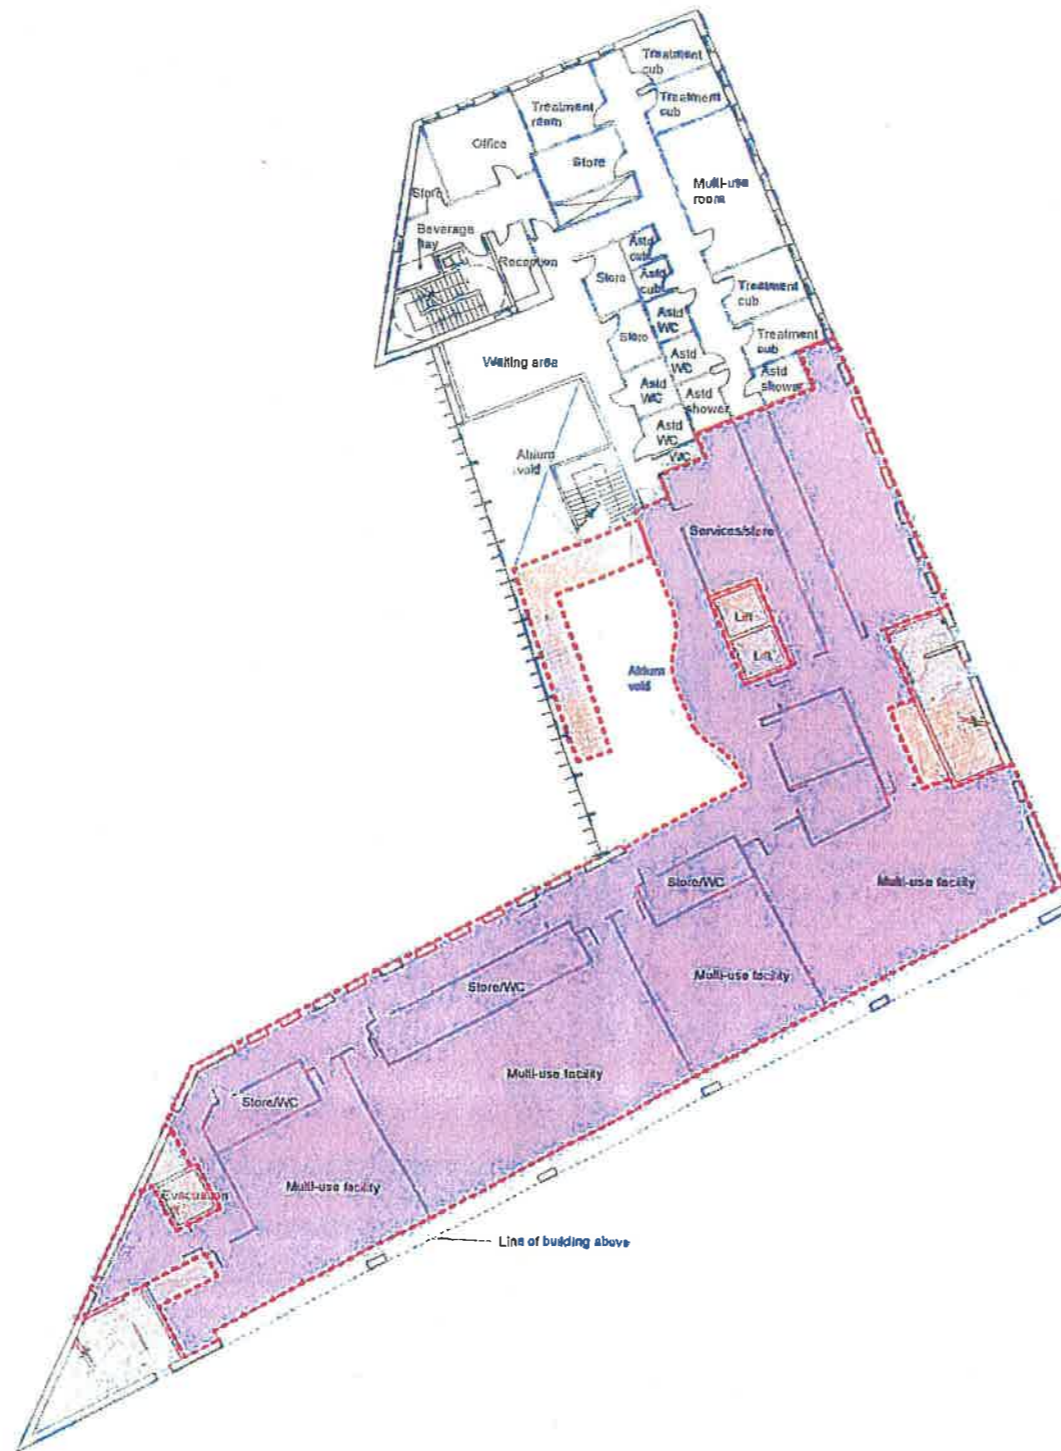 Treatment
cub
Treatment
cub
Treatment
room
Office
Store
Multi-use
room
Store
Beverage
bay
Reception
Astd
cub
Astd
cub
Store
Treatment
cub
Astd
WC
Store
Treatment
cub
Waiting area
Astd
WC
Astd
shower
Astd
WC
Astd
shower
Astd
WC
WC
Atrium
void
Services/store
Lift
Lift
Atrium
void
Store/WC
Multi-use facility
Multi-use facility
Store/WC
Multi-use facility
Store/WC
Evacuation
Multi-use facility
Line of building above